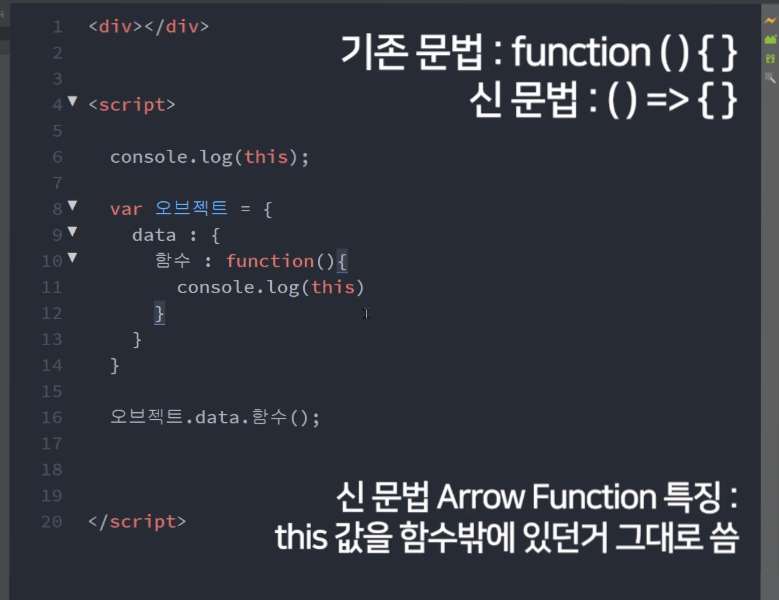 기존 문법 : function ( ) { }
신 문법 : ( ) => { }
1 <div></div>
2
3
4 <script>
5
6 console.log(this);
7
8 var 오브젝트 = {
9 data : {
10 함수 : function(){
11 console.log(this)
12 }
13 }
14 }
15
16 오브젝트.data.함수();
17
18
19
20 </script>
신 문법 Arrow Function 특징 :
this 값을 함수밖에 있던거 그대로 씀